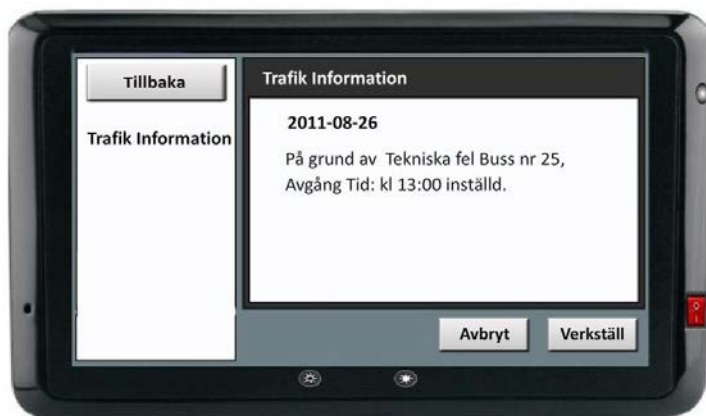 Tillbaka
Trafik Information
Trafik Information
2011-08-26
På grund av Tekniska fel Buss nr 25,
Avgång Tid: kl 13:00 inställd.
Avbryt
Verkställ